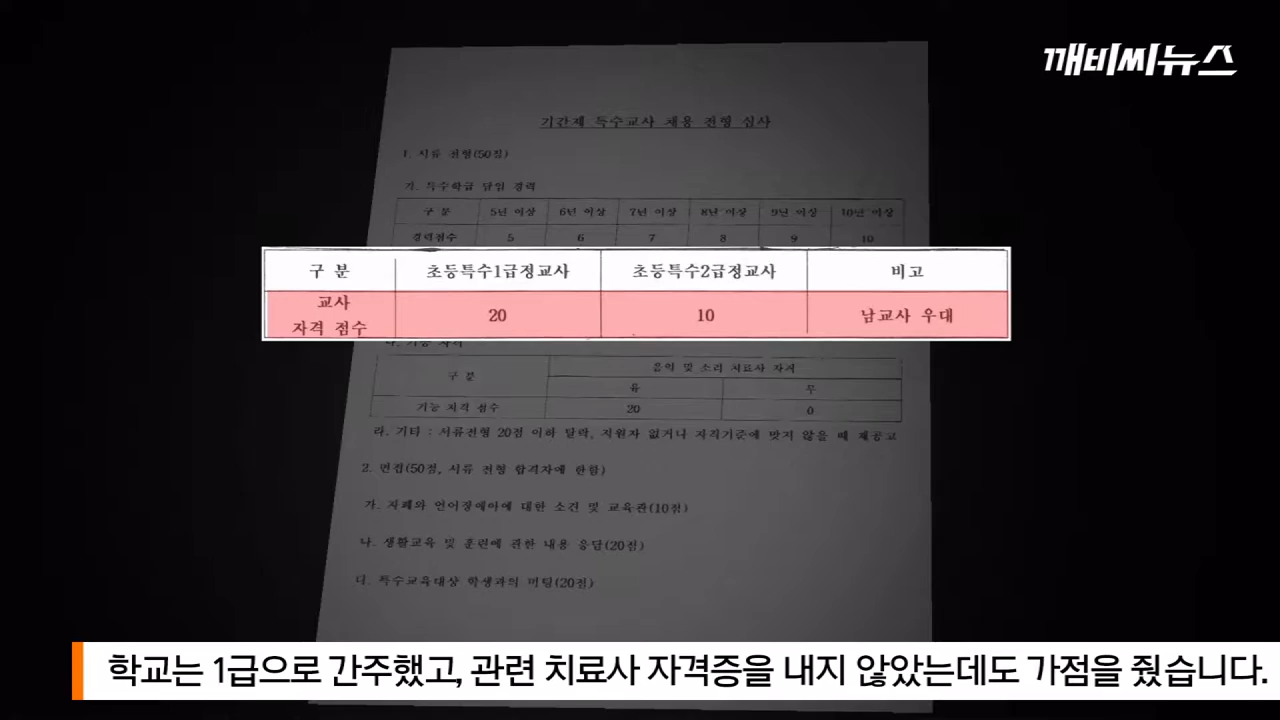 깨비씨뉴스
기간제 특수교사 채용 전형 심사
1. 서류 전형(50점)
가. 특수학급 담임 경력
구 분 5년 이상 6년 이상 7년 이상 8년 이상 9년 이상 10년 이상
경력점수 5 6 7 8 9 10
구 분 초등특수1급정교사 초등특수2급정교사 비고
교사
자격 점수 20 10 남교사 우대
구 분 음악 및 소리 치료사 자격
유 무
기능 자격 점수 20 0
라. 기타 : 서류전형 20점 이하 탈락, 지원자 없거나 자격기준에 맞지 않을 때 재공고
2. 면접(50점, 서류 전형 합격자에 한함)
가. 자폐와 언어장애아에 대한 소견 및 교육관(10점)
나. 생활교육 및 훈련에 관한 내용 응답(20점)
다. 특수교육대상 학생과의 미팅(20점)
학교는 1급으로 간주했고, 관련 치료사 자격증을 내지 않았는데도 가점을 줬습니다.